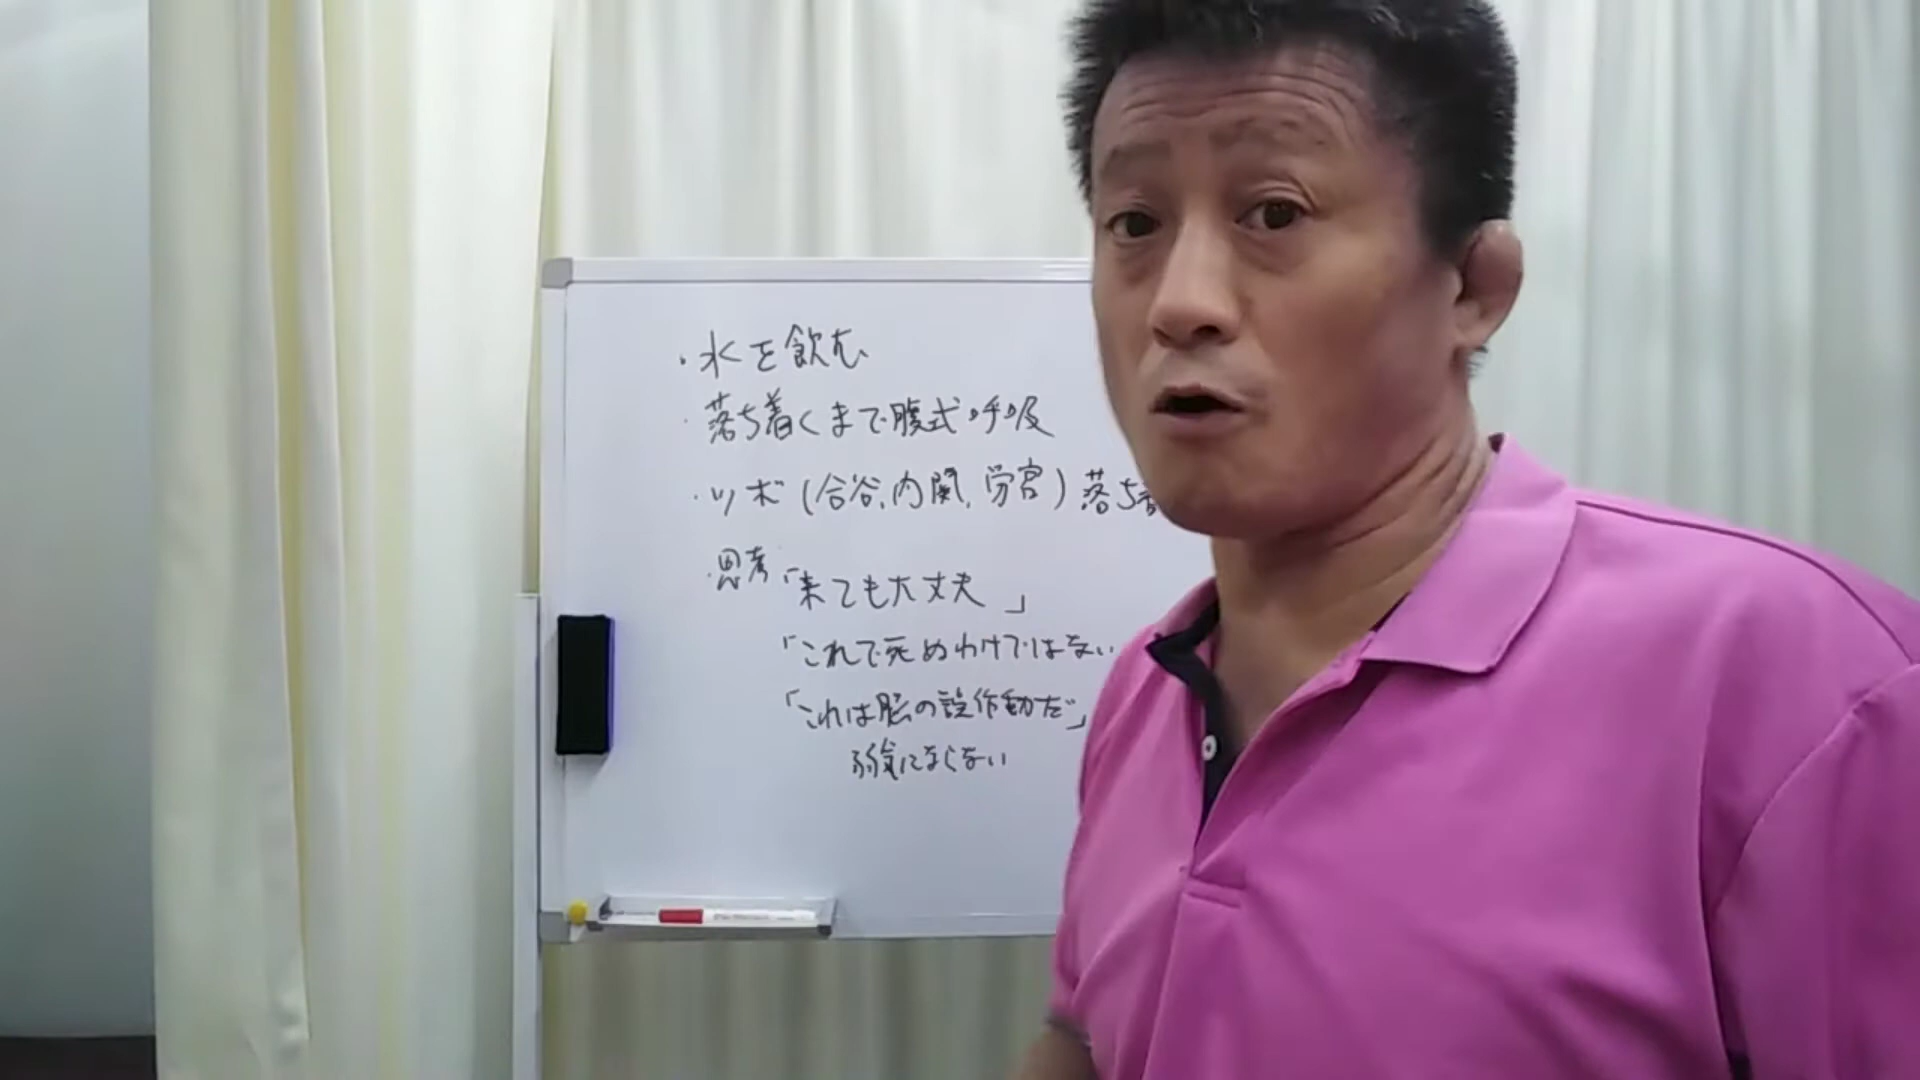 ・水を飲む
・落ち着くまで腹式呼吸
・ツボ(合谷、内関、労宮)落ち着
・思考「来ても大丈夫」
「これで死ぬわけではない
「これは脳の誤作動だ」
弱気にならない